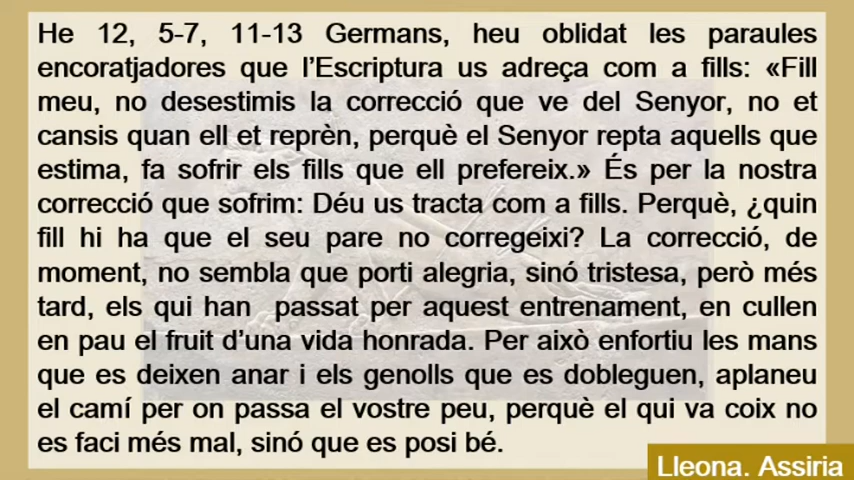 He 12, 5-7, 11-13 Germans, heu oblidat les paraules
encoratjadores que l’Escriptura us adreça com a fills: «Fill
meu, no desestimis la correcció que ve del Senyor, no et
cansis quan ell et reprèn, perquè el Senyor repta aquells que
estima, fa sofrir els fills que ell prefereix.» És per la nostra
correcció que sofrim: Déu us tracta com a fills. Perquè, ¿quin
fill hi ha que el seu pare no corregeixi? La correcció, de
moment, no sembla que porti alegria, sinó tristesa, però més
tard, els qui han passat per aquest entrenament, en cullen
en pau el fruit d’una vida honrada. Per això enfortiu les mans
que es deixen anar i els genolls que es dobleguen, aplaneu
el camí per on passa el vostre peu, perquè el qui va coix no
es faci més mal, sinó que es posi bé.
Lleona. Assiria